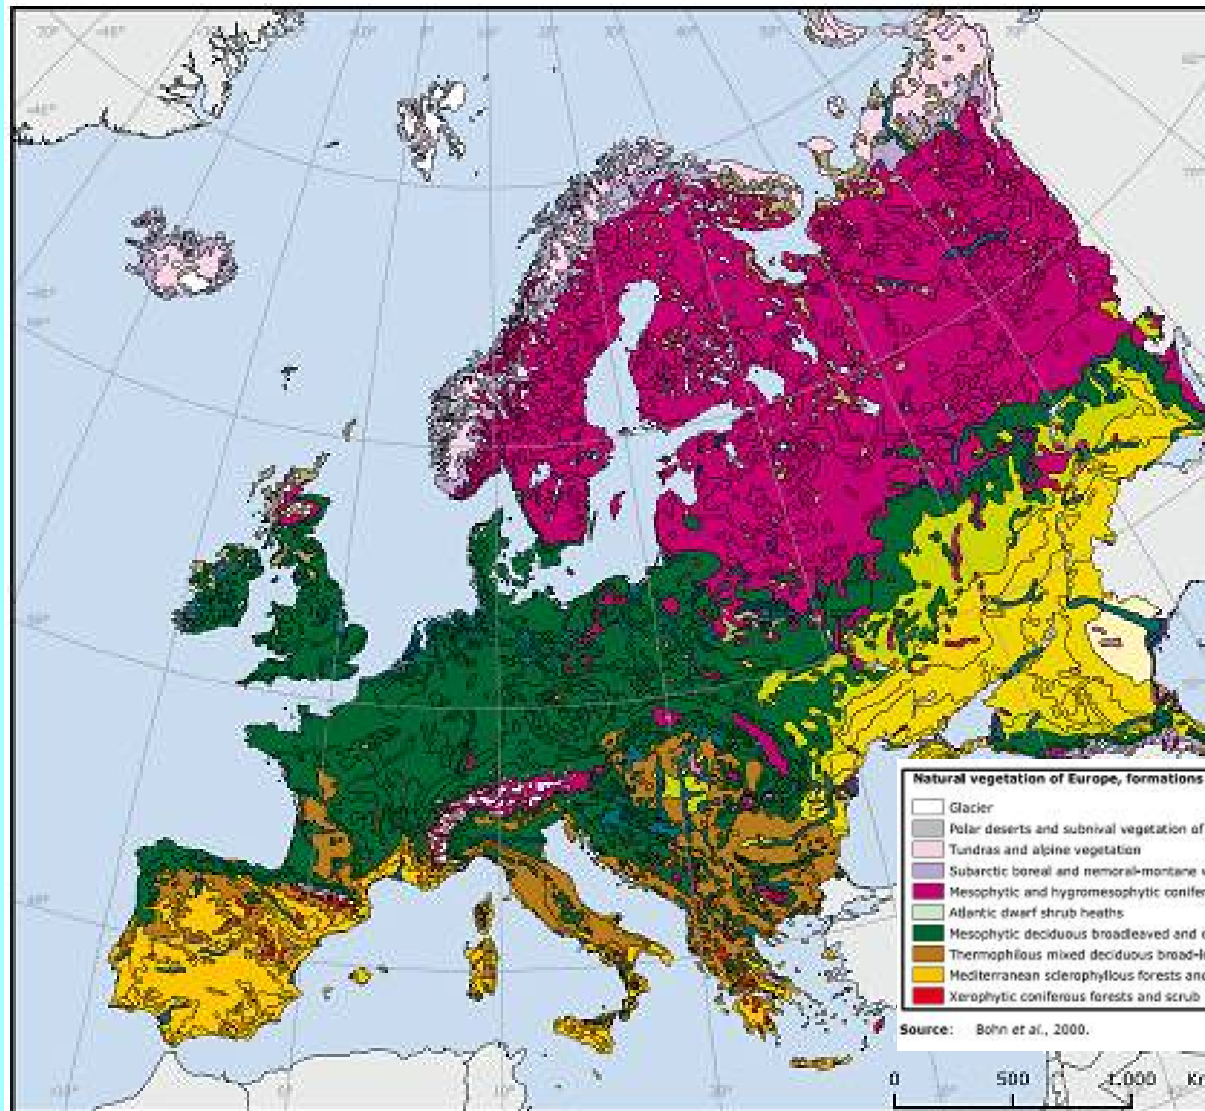 Natural vegetation of Europe, formations
Glacier
Polar deserts and subnival vegetation of
Tundras and alpine vegetation
Subarctic boreal and nemoral-montane
Mesophytic and hygromesophytic conifer
Atlantic dwarf shrub heaths
Mesophytic deciduous broadleaved and
Thermophilous mixed deciduous broad-l
Mediterranean sclerophyllous forests and
Xerophytic coniferous forests and scrub
Source: Bohn et al., 2000.
0 500 1.000